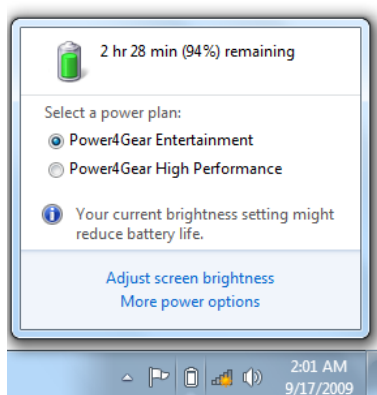 2 hr 28 min (94%) remaining
Select a power plan:
Power4Gear Entertainment
Power4Gear High Performance
Your current brightness setting might
reduce battery life.
Adjust screen brightness
More power options
2:01 AM
9/17/2009